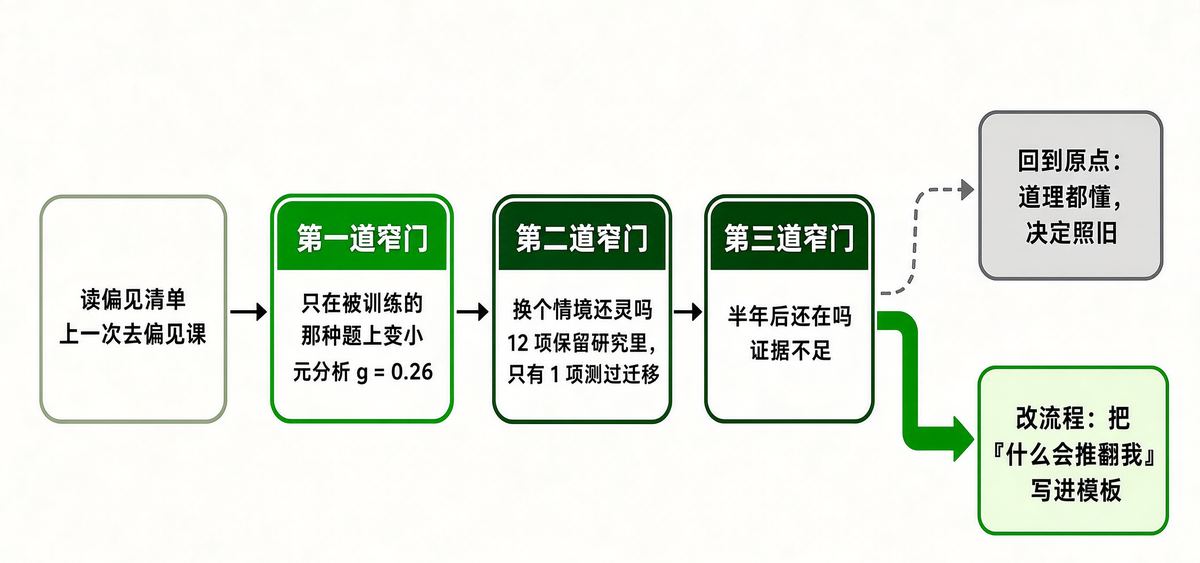 读偏见清单
上一次去偏见课
第一道窄门
只在被训练的
那种题上变小
元分析 g = 0.26
第二道窄门
换个情境还灵吗
12 项保留研究里，
只有 1 项测过迁移
第三道窄门
半年后还在吗
证据不足
回到原点：
道理都懂，
决定照旧
改流程：把
『什么会推翻我』
写进模板